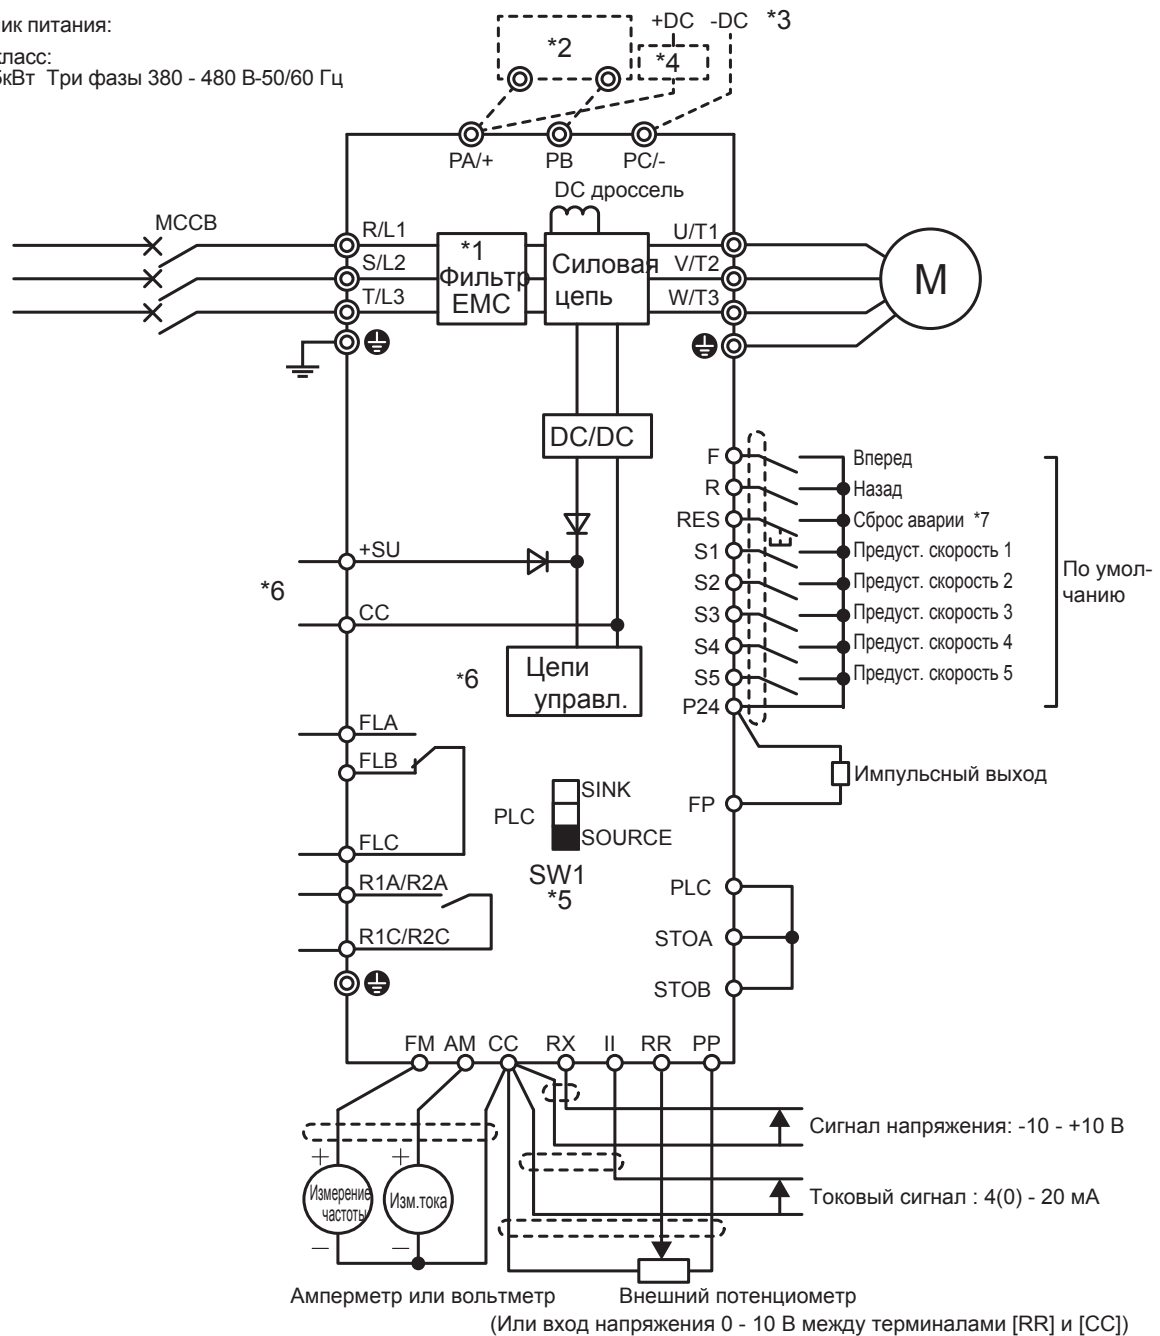 ик питания:
класс:
кВт Три фазы 380 - 480 В-50/60 Гц
+DC -DC *3
*2
*4
PA/+ PB PC/-
DC дроссель
MCCB
R/L1
S/L2
T/L3
*1
Фильтр
EMC
Силовая
цепь
U/T1
V/T2
W/T3
M
DC/DC
+SU
*6
CC
*6
Цепи
управл.
F Вперед
R Назад
RES Сброс аварии *7
S1 Предуст. скорость 1
S2 Предуст. скорость 2
S3 Предуст. скорость 3
S4 Предуст. скорость 4
S5 Предуст. скорость 5
P24
По умол-
чанию
FLA
FLB
FLC
R1A/R2A
R1C/R2C
PLC
SINK
SOURCE
SW1
*5
Импульсный выход
FP
PLC
STOA
STOB
FM AM CC RX II RR PP
Сигнал напряжения: -10 - +10 В
Токовый сигнал : 4(0) - 20 мА
+ +
Измерение
частоты
Изм.тока
— —
Амперметр или вольтметр
Внешний потенциометр
(Или вход напряжения 0 - 10 В между терминалами [RR] и [CC])